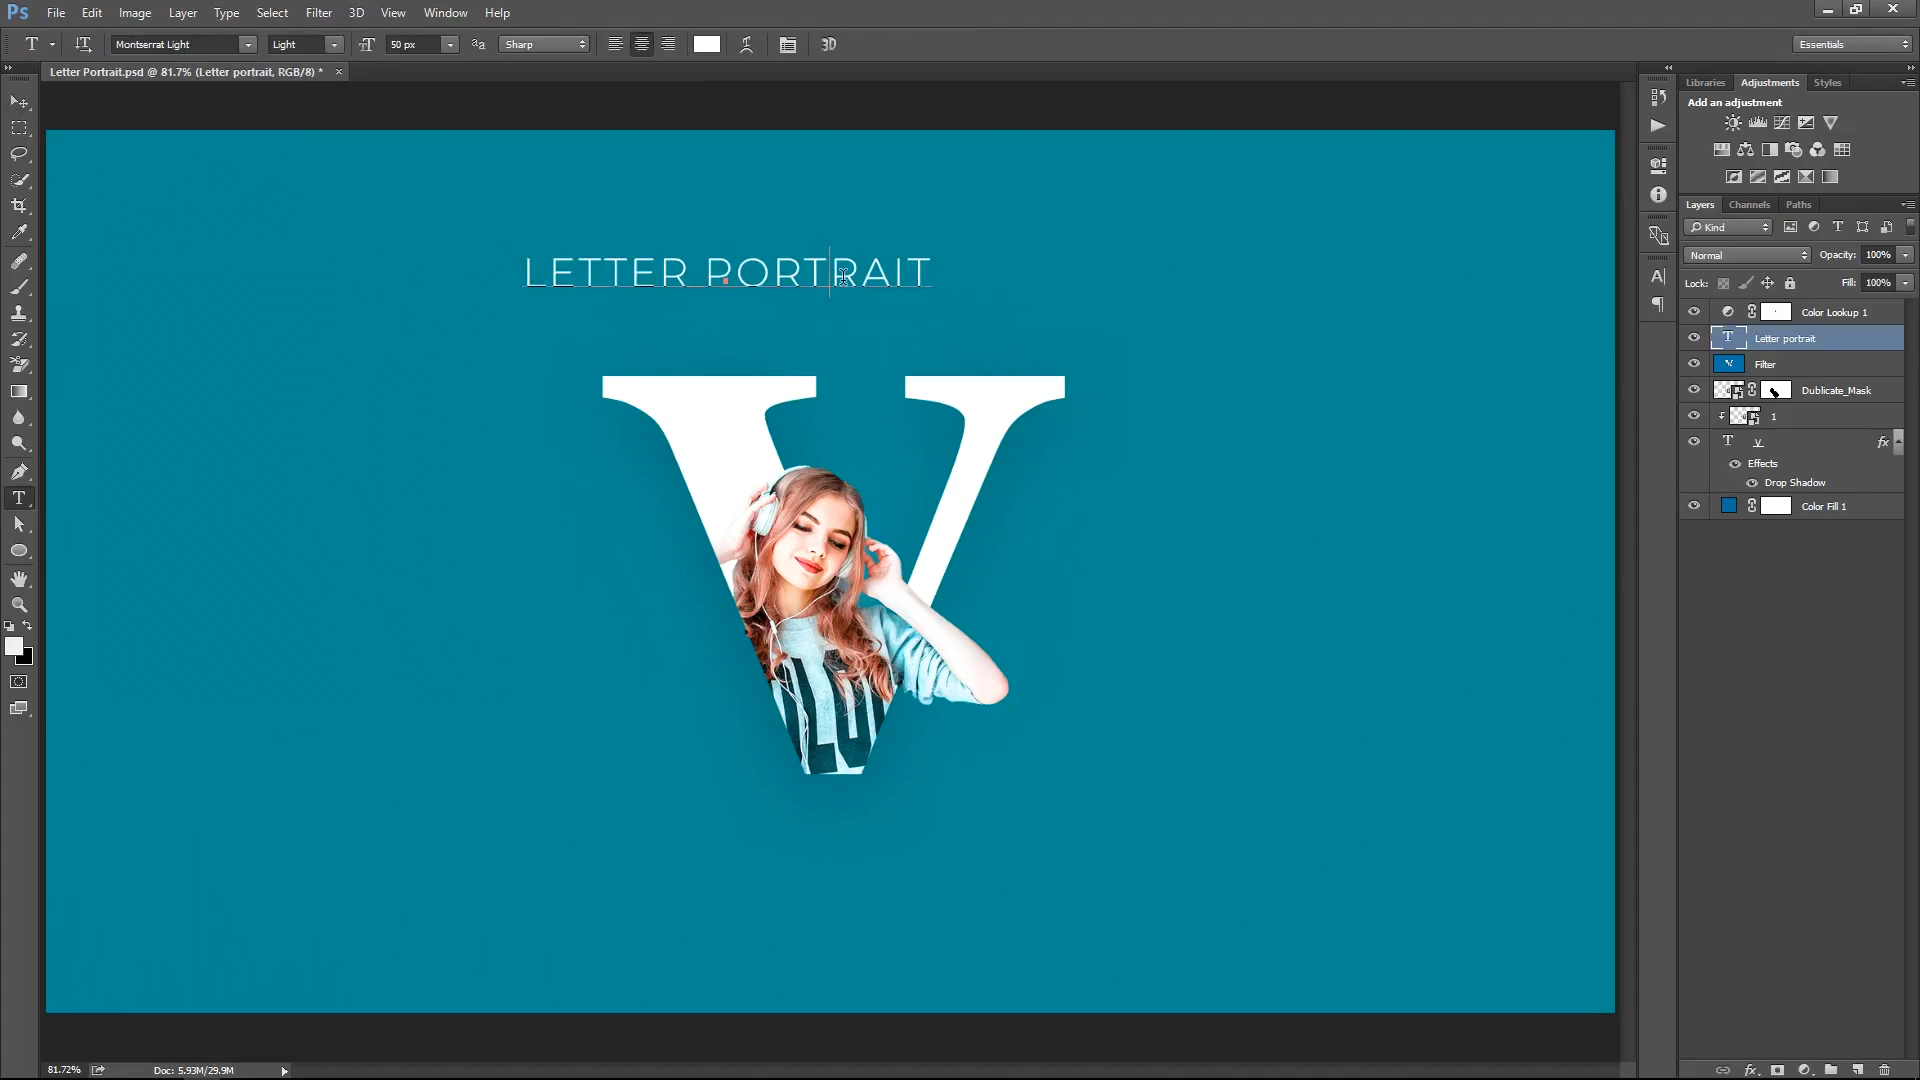 Ps File Edit Image Layer Type Select Filter 3D View Window Help
T Montserrat Light Light 50 px Sharp 3D Essentials
Letter Portrait.psd @ 81.7% (Letter portrait, RGB/8) * ×
Libraries Adjustments Styles
Add an adjustment
Layers Channels Paths
Kind
Normal Opacity: 100%
Lock: Fill: 100%
Color Lookup 1
Letter portrait
Filter
Dublicate_Mask
1
V fx
Effects
Drop Shadow
Color Fill 1
LETTER PORTRAIT
V
81.72% Doc: 5.93M/29.9M
fx